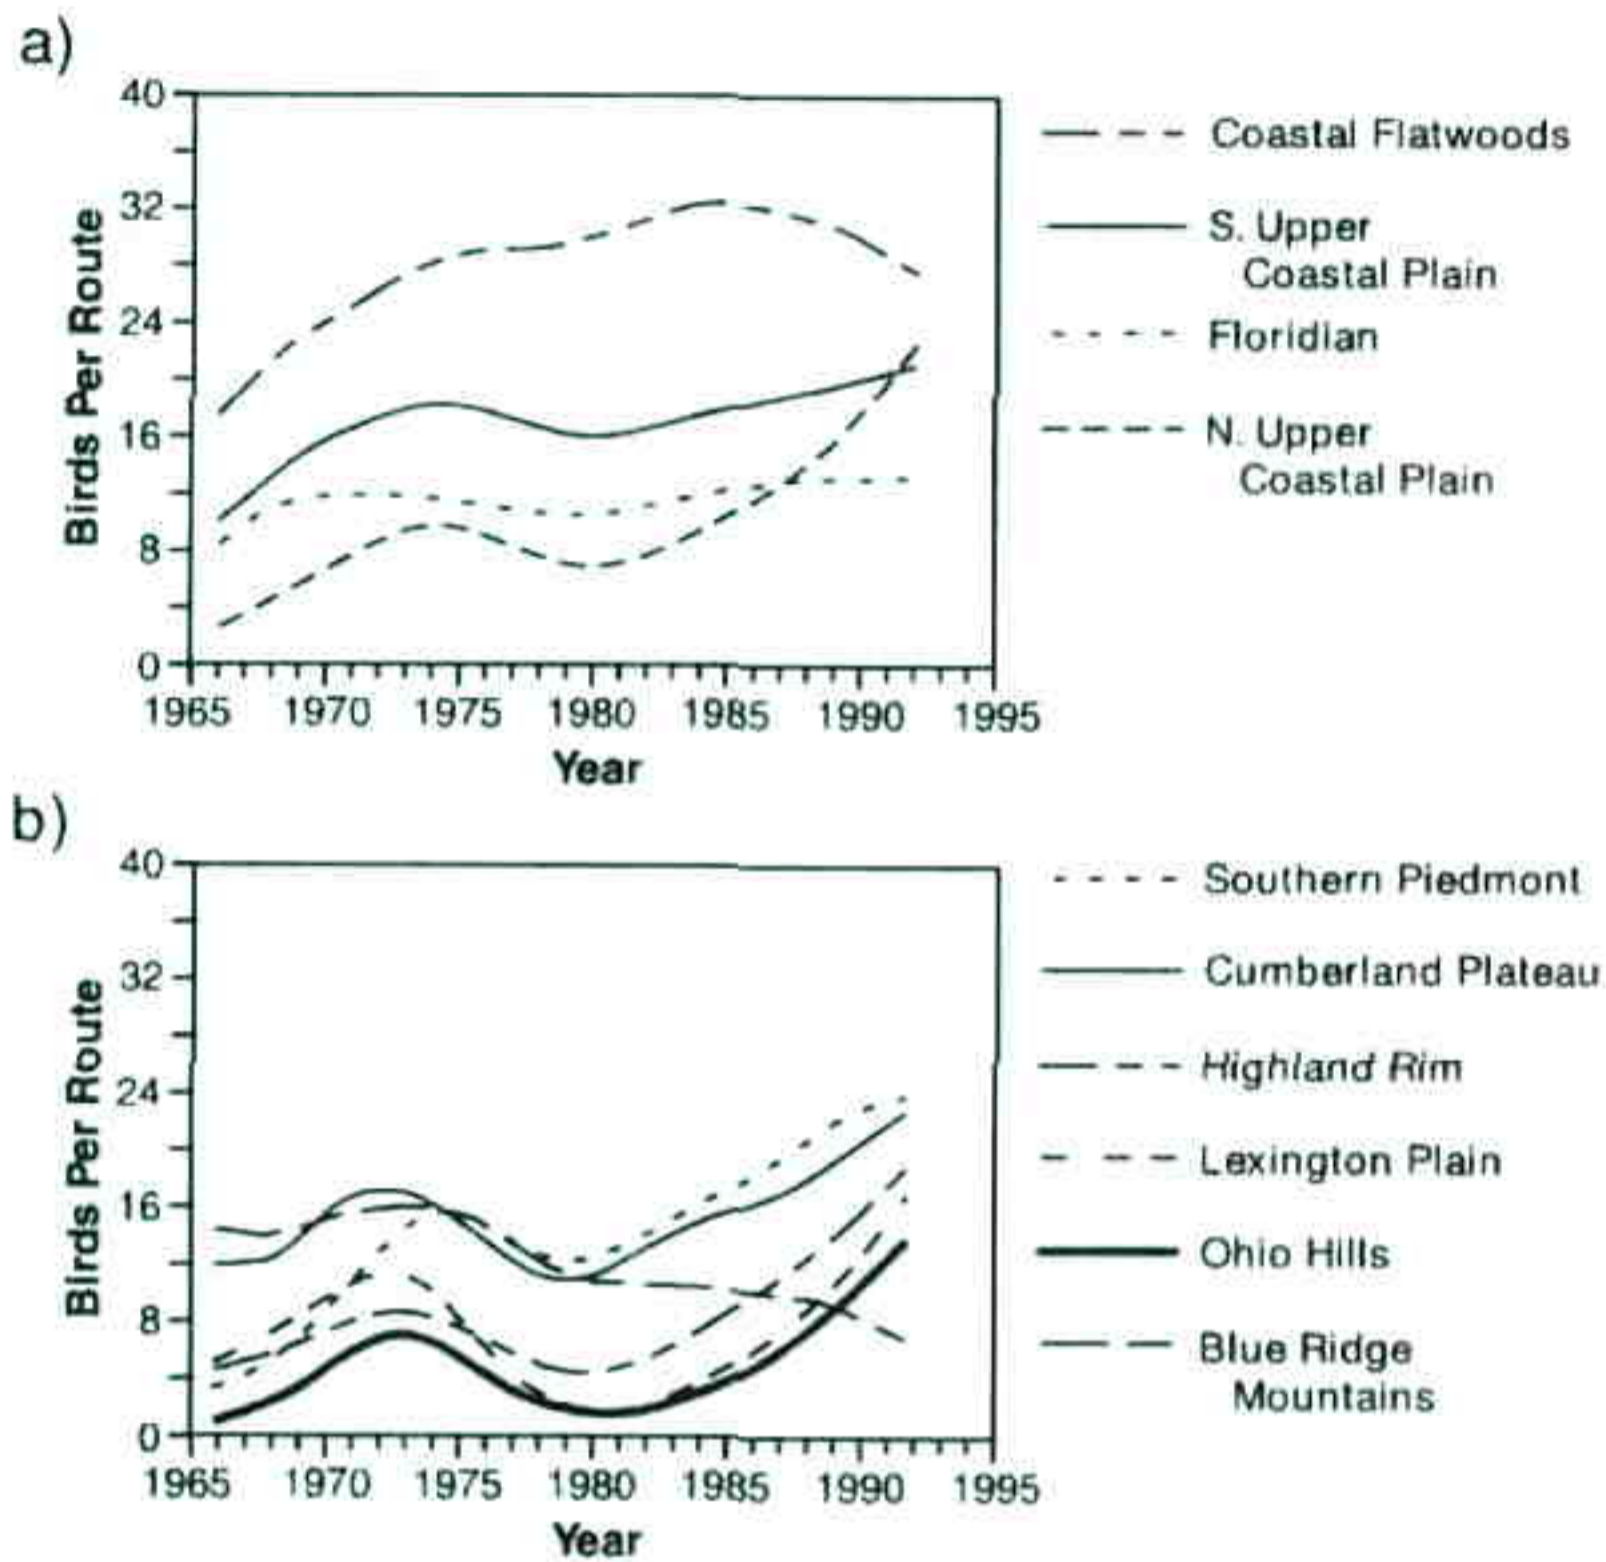 a)
40
32
24
16
8
0
Birds Per Route
1965 1970 1975 1980 1985 1990 1995
Year
Coastal Flatwoods
S. Upper
Coastal Plain
Floridian
N. Upper
Coastal Plain
b)
40
32
24
16
8
0
Birds Per Route
1965 1970 1975 1980 1985 1990 1995
Year
Southern Piedmont
Cumberland Plateau
Highland Rim
Lexington Plain
Ohio Hills
Blue Ridge
Mountains